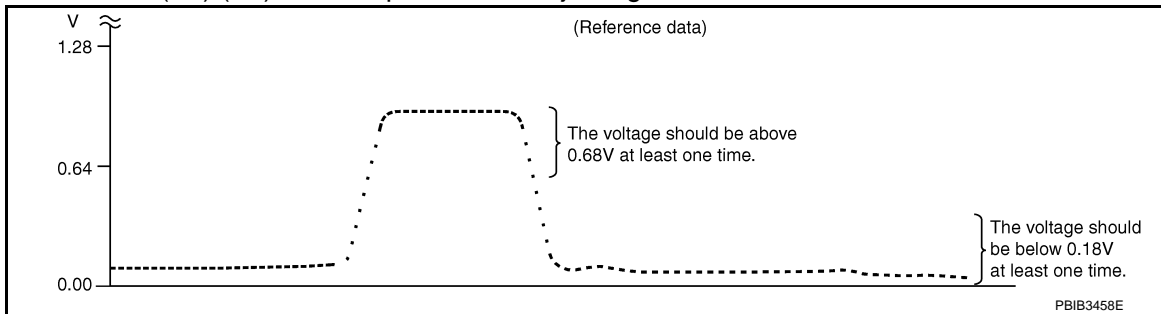 V
(Reference data)
1.28
The voltage should be above
0.68V at least one time.
0.64
The voltage should
be below 0.18V
at least one time.
0.00
PBIB3458E